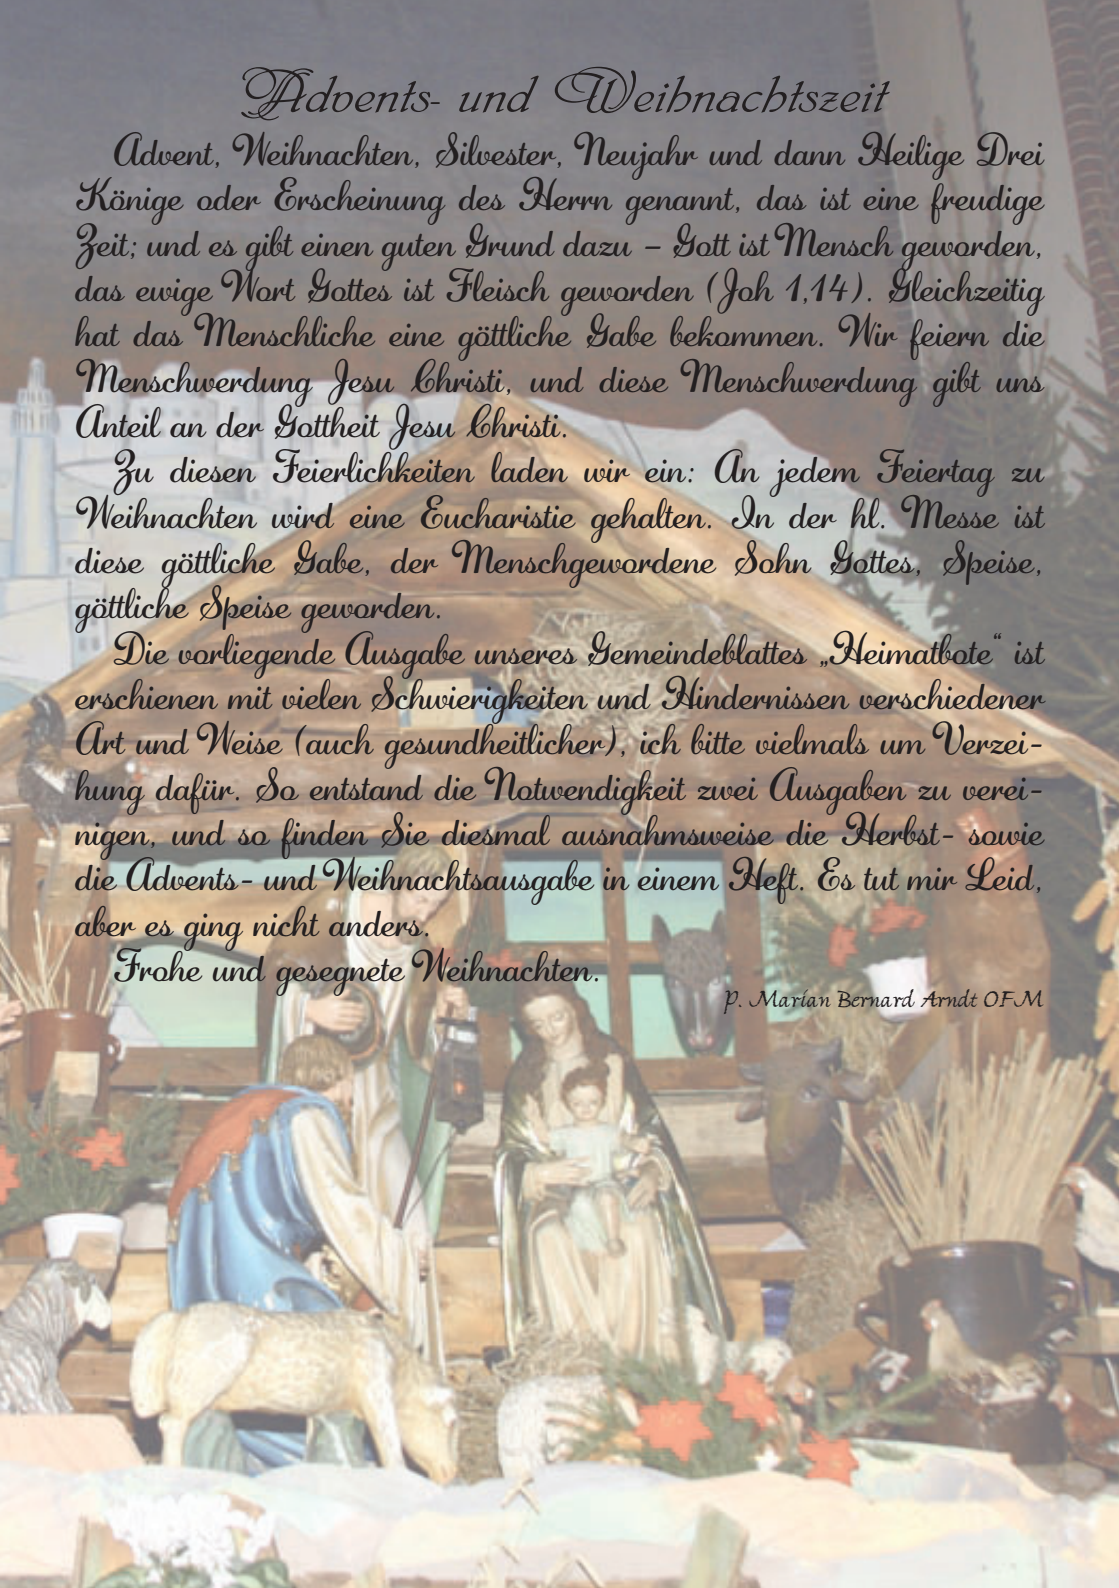 Advents- und Weihnachtszeit
Advent, Weihnachten, Silvester, Neujahr und dann Heilige Drei
Könige oder Erscheinung des Herrn genannt, das ist eine freudige
Zeit; und es gibt einen guten Grund dazu – Gott ist Mensch geworden,
das ewige Wort Gottes ist Fleisch geworden (Joh 1,14). Gleichzeitig
hat das Menschliche eine göttliche Gabe bekommen. Wir feiern die
Menschwerdung Jesu Christi, und diese Menschwerdung gibt uns
Anteil an der Gottheit Jesu Christi.
Zu diesen Feierlichkeiten laden wir ein: An jedem Feiertag zu
Weihnachten wird eine Eucharistie gehalten. In der hl. Messe ist
diese göttliche Gabe, der Menschgewordene Sohn Gottes, Speise,
göttliche Speise geworden.
Die vorliegende Ausgabe unseres Gemeindeblattes „Heimatbote“ ist
erschienen mit vielen Schwierigkeiten und Hindernissen verschiedener
Art und Weise (auch gesundheitlicher), ich bitte vielmals um Verzei-
hung dafür. So entstand die Notwendigkeit zwei Ausgaben zu verei-
nigen, und so finden Sie diesmal ausnahmsweise die Herbst- sowie
die Advents- und Weihnachtsausgabe in einem Heft. Es tut mir Leid,
aber es ging nicht anders.
Frohe und gesegnete Weihnachten.
P. Marian Bernard Arndt OFM